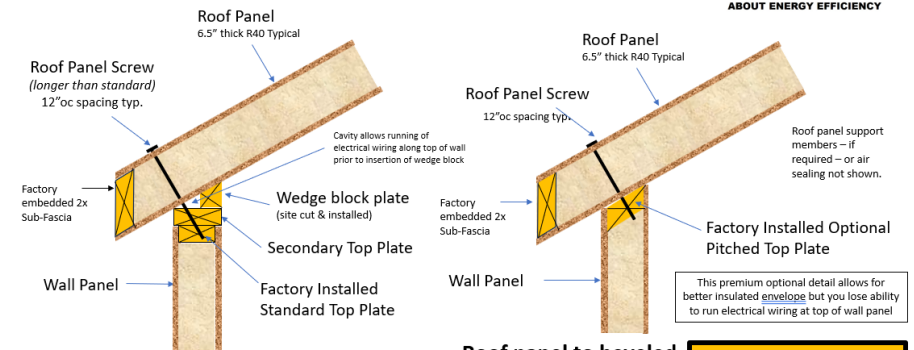 ABOUT ENERGY EFFICIENCY
Roof Panel
6.5” thick R40 Typical
Roof Panel Screw
(longer than standard)
12”oc spacing typ.
Cavity allows running of
electrical wiring along top of wall
prior to insertion of wedge block
Factory
embedded 2x
Sub-Fascia
Wedge block plate
(site cut & installed)
Secondary Top Plate
Wall Panel
Factory Installed
Standard Top Plate
Roof Panel
6.5” thick R40 Typical
Roof Panel Screw
12”oc spacing typ.
Roof panel support
members – if
required – or air
sealing not shown.
Factory
embedded 2x
Sub-Fascia
Factory Installed Optional
Pitched Top Plate
Wall Panel
This premium optional detail allows for
better insulated envelope but you lose ability
to run electrical wiring at top of wall panel
Roof panel to beveled